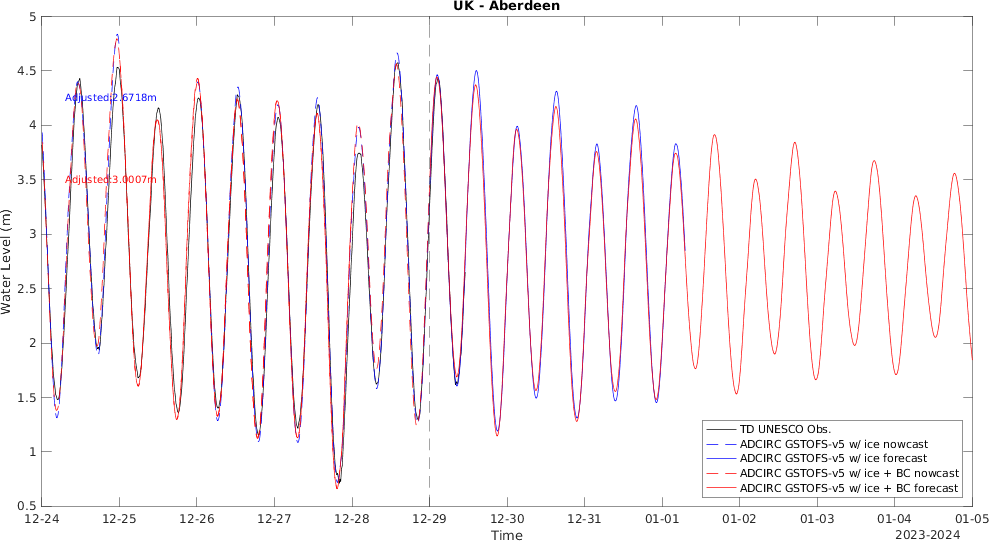 UK - Aberdeen
5
4.5
4
3.5
3
2.5
2
1.5
1
0.5
Water Level (m)
Adjusted:2.6718m
Adjusted:3.0007m
TD UNESCO Obs.
ADCIRC GSTOFS-v5 w/ ice nowcast
ADCIRC GSTOFS-v5 w/ ice forecast
ADCIRC GSTOFS-v5 w/ ice + BC nowcast
ADCIRC GSTOFS-v5 w/ ice + BC forecast
12-24 12-25 12-26 12-27 12-28 12-29 12-30 12-31 01-01 01-02 01-03 01-04 01-05
Time
2023-2024